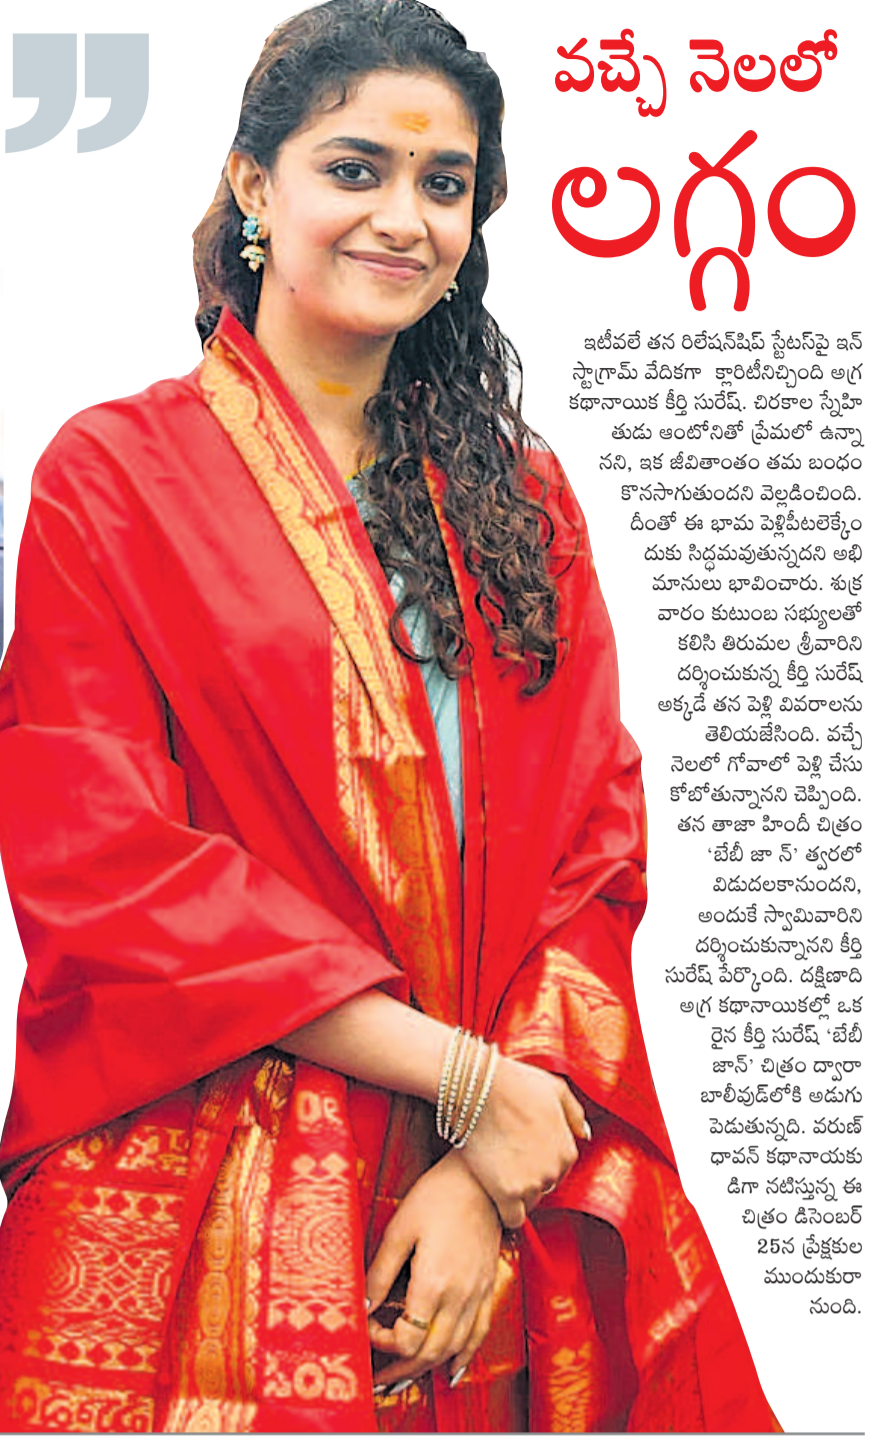 వచ్చే నెలలో
లగ్గం
ఇటీవలే తన రిలేషన్‌షిప్ స్టేటస్‌పై ఇన్
స్టాగ్రామ్ వేదికగా క్లారిటీనిచ్చింది అగ్ర
కథానాయిక కీర్తి సురేష్. చిరకాల స్నేహి
తుడు ఆంటోనితో ప్రేమలో ఉన్నా
నని, ఇక జీవితాంతం తమ బంధం
కొనసాగుతుందని వెల్లడించింది.
దీంతో ఈ భామ పెళ్లిపీటలెక్కేం
దుకు సిద్ధమవుతున్నదని అభి
మానులు భావించారు. శుక్ర
వారం కుటుంబ సభ్యులతో
కలిసి తిరుమల శ్రీవారిని
దర్శించుకున్న కీర్తి సురేష్
అక్కడే తన పెళ్లి వివరాలను
తెలియజేసింది. వచ్చే
నెలలో గోవాలో పెళ్లి చేసు
కోబోతున్నానని చెప్పింది.
తన తాజా హిందీ చిత్రం
‘బేబీ జా న్’ త్వరలో
విడుదలకానుందని,
అందుకే స్వామివారిని
దర్శించుకున్నానని కీర్తి
సురేష్ పేర్కొంది. దక్షిణాది
అగ్ర కథానాయికల్లో ఒక
రైన కీర్తి సురేష్ ‘బేబీ
జాన్’ చిత్రం ద్వారా
బాలీవుడ్‌లోకి అడుగు
పెడుతున్నది. వరుణ్
ధావన్ కథానాయకు
డిగా నటిస్తున్న ఈ
చిత్రం డిసెంబర్
25న ప్రేక్షకుల
ముందుకురా
నుంది.